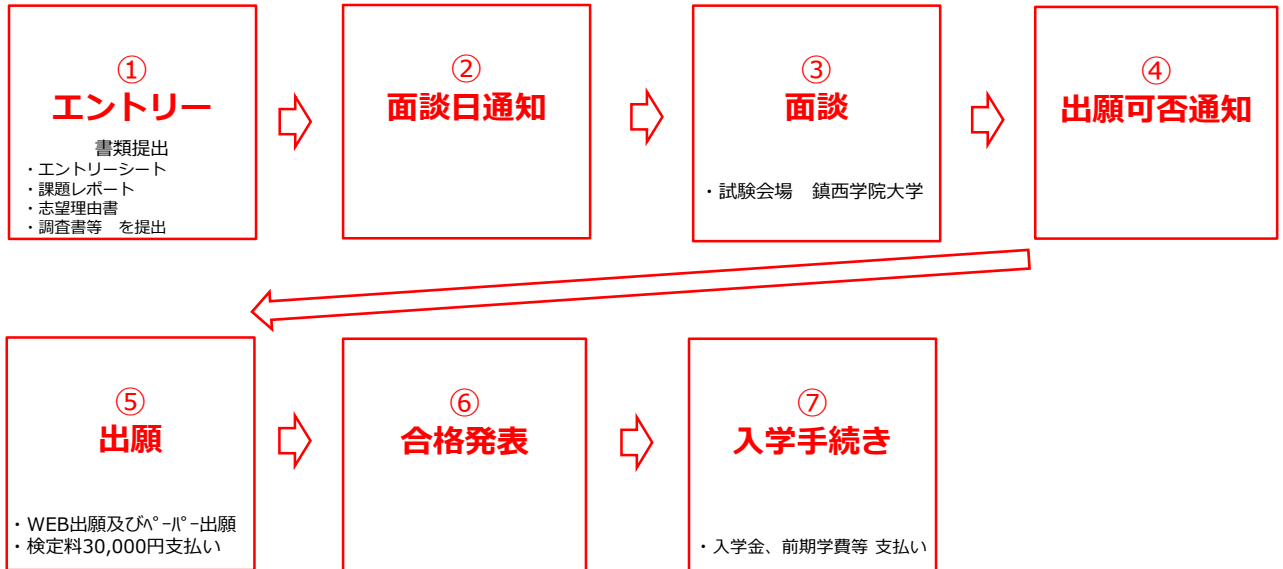 ①
エントリー
書類提出
・エントリーシート
・課題レポート
・志望理由書
・調査書等　を提出
②
面談日通知
③
面談
・試験会場　鎮西学院大学
④
出願可否通知
⑤
出願
・WEB出願及びﾍﾟｰﾊﾟｰ出願
・検定料30,000円支払い
⑥
合格発表
⑦
入学手続き
・入学金、前期学費等 支払い